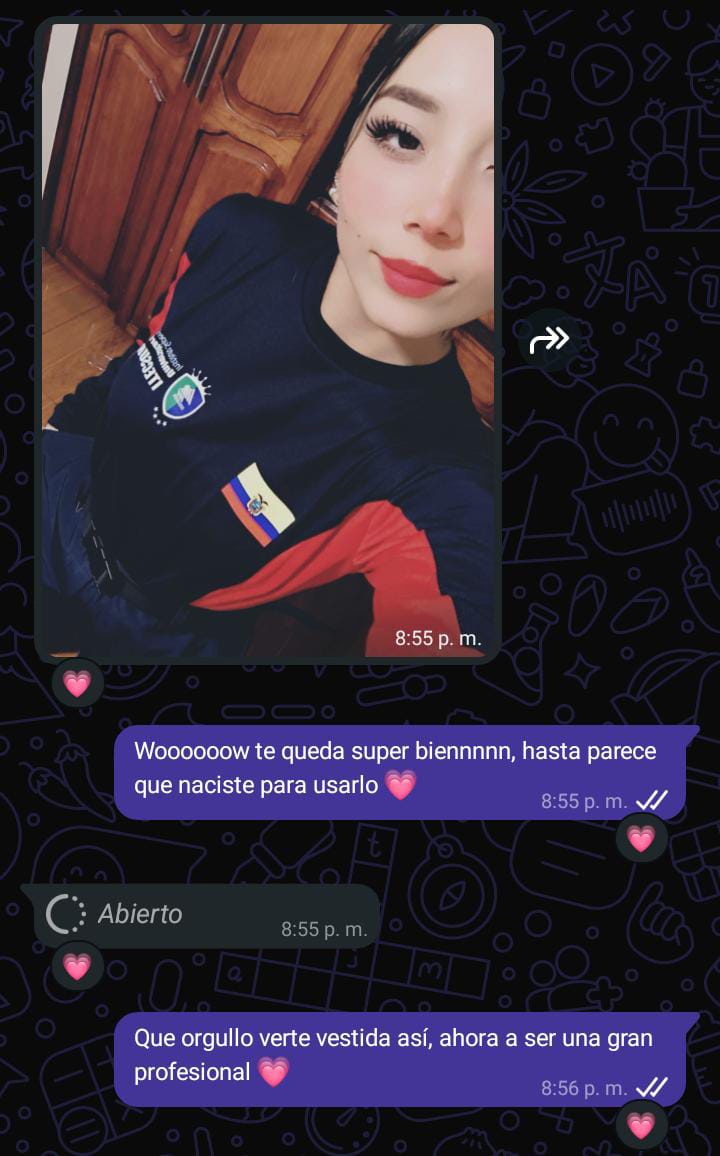 8:55 p. m.
Woooooow te queda super biennnnn, hasta parece
que naciste para usarlo 💗
8:55 p. m.
Abierto
8:55 p. m.
Que orgullo verte vestida así, ahora a ser una gran
profesional 💗
8:56 p. m.